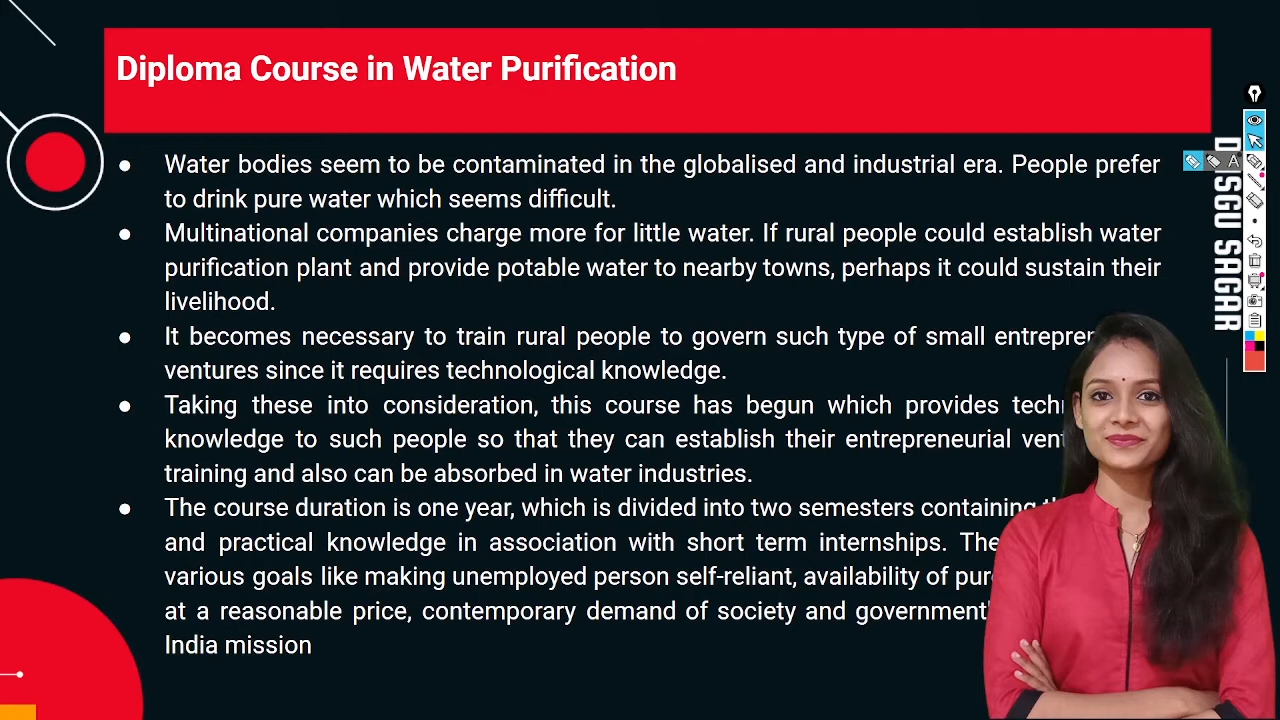 Diploma Course in Water Purification
● Water bodies seem to be contaminated in the globalised and industrial era. People prefer
to drink pure water which seems difficult.
● Multinational companies charge more for little water. If rural people could establish water
purification plant and provide potable water to nearby towns, perhaps it could sustain their
livelihood.
● It becomes necessary to train rural people to govern such type of small
ventures since it requires technological knowledge.
● Taking these into consideration, this course has begun which provides
knowledge to such people so that they can establish their entrepreneurial
training and also can be absorbed in water industries.
● The course duration is one year, which is divided into two semesters containing
and practical knowledge in association with short term internships.
various goals like making unemployed person self-reliant, availability of
at a reasonable price, contemporary demand of society and
India mission
SAGAR
A